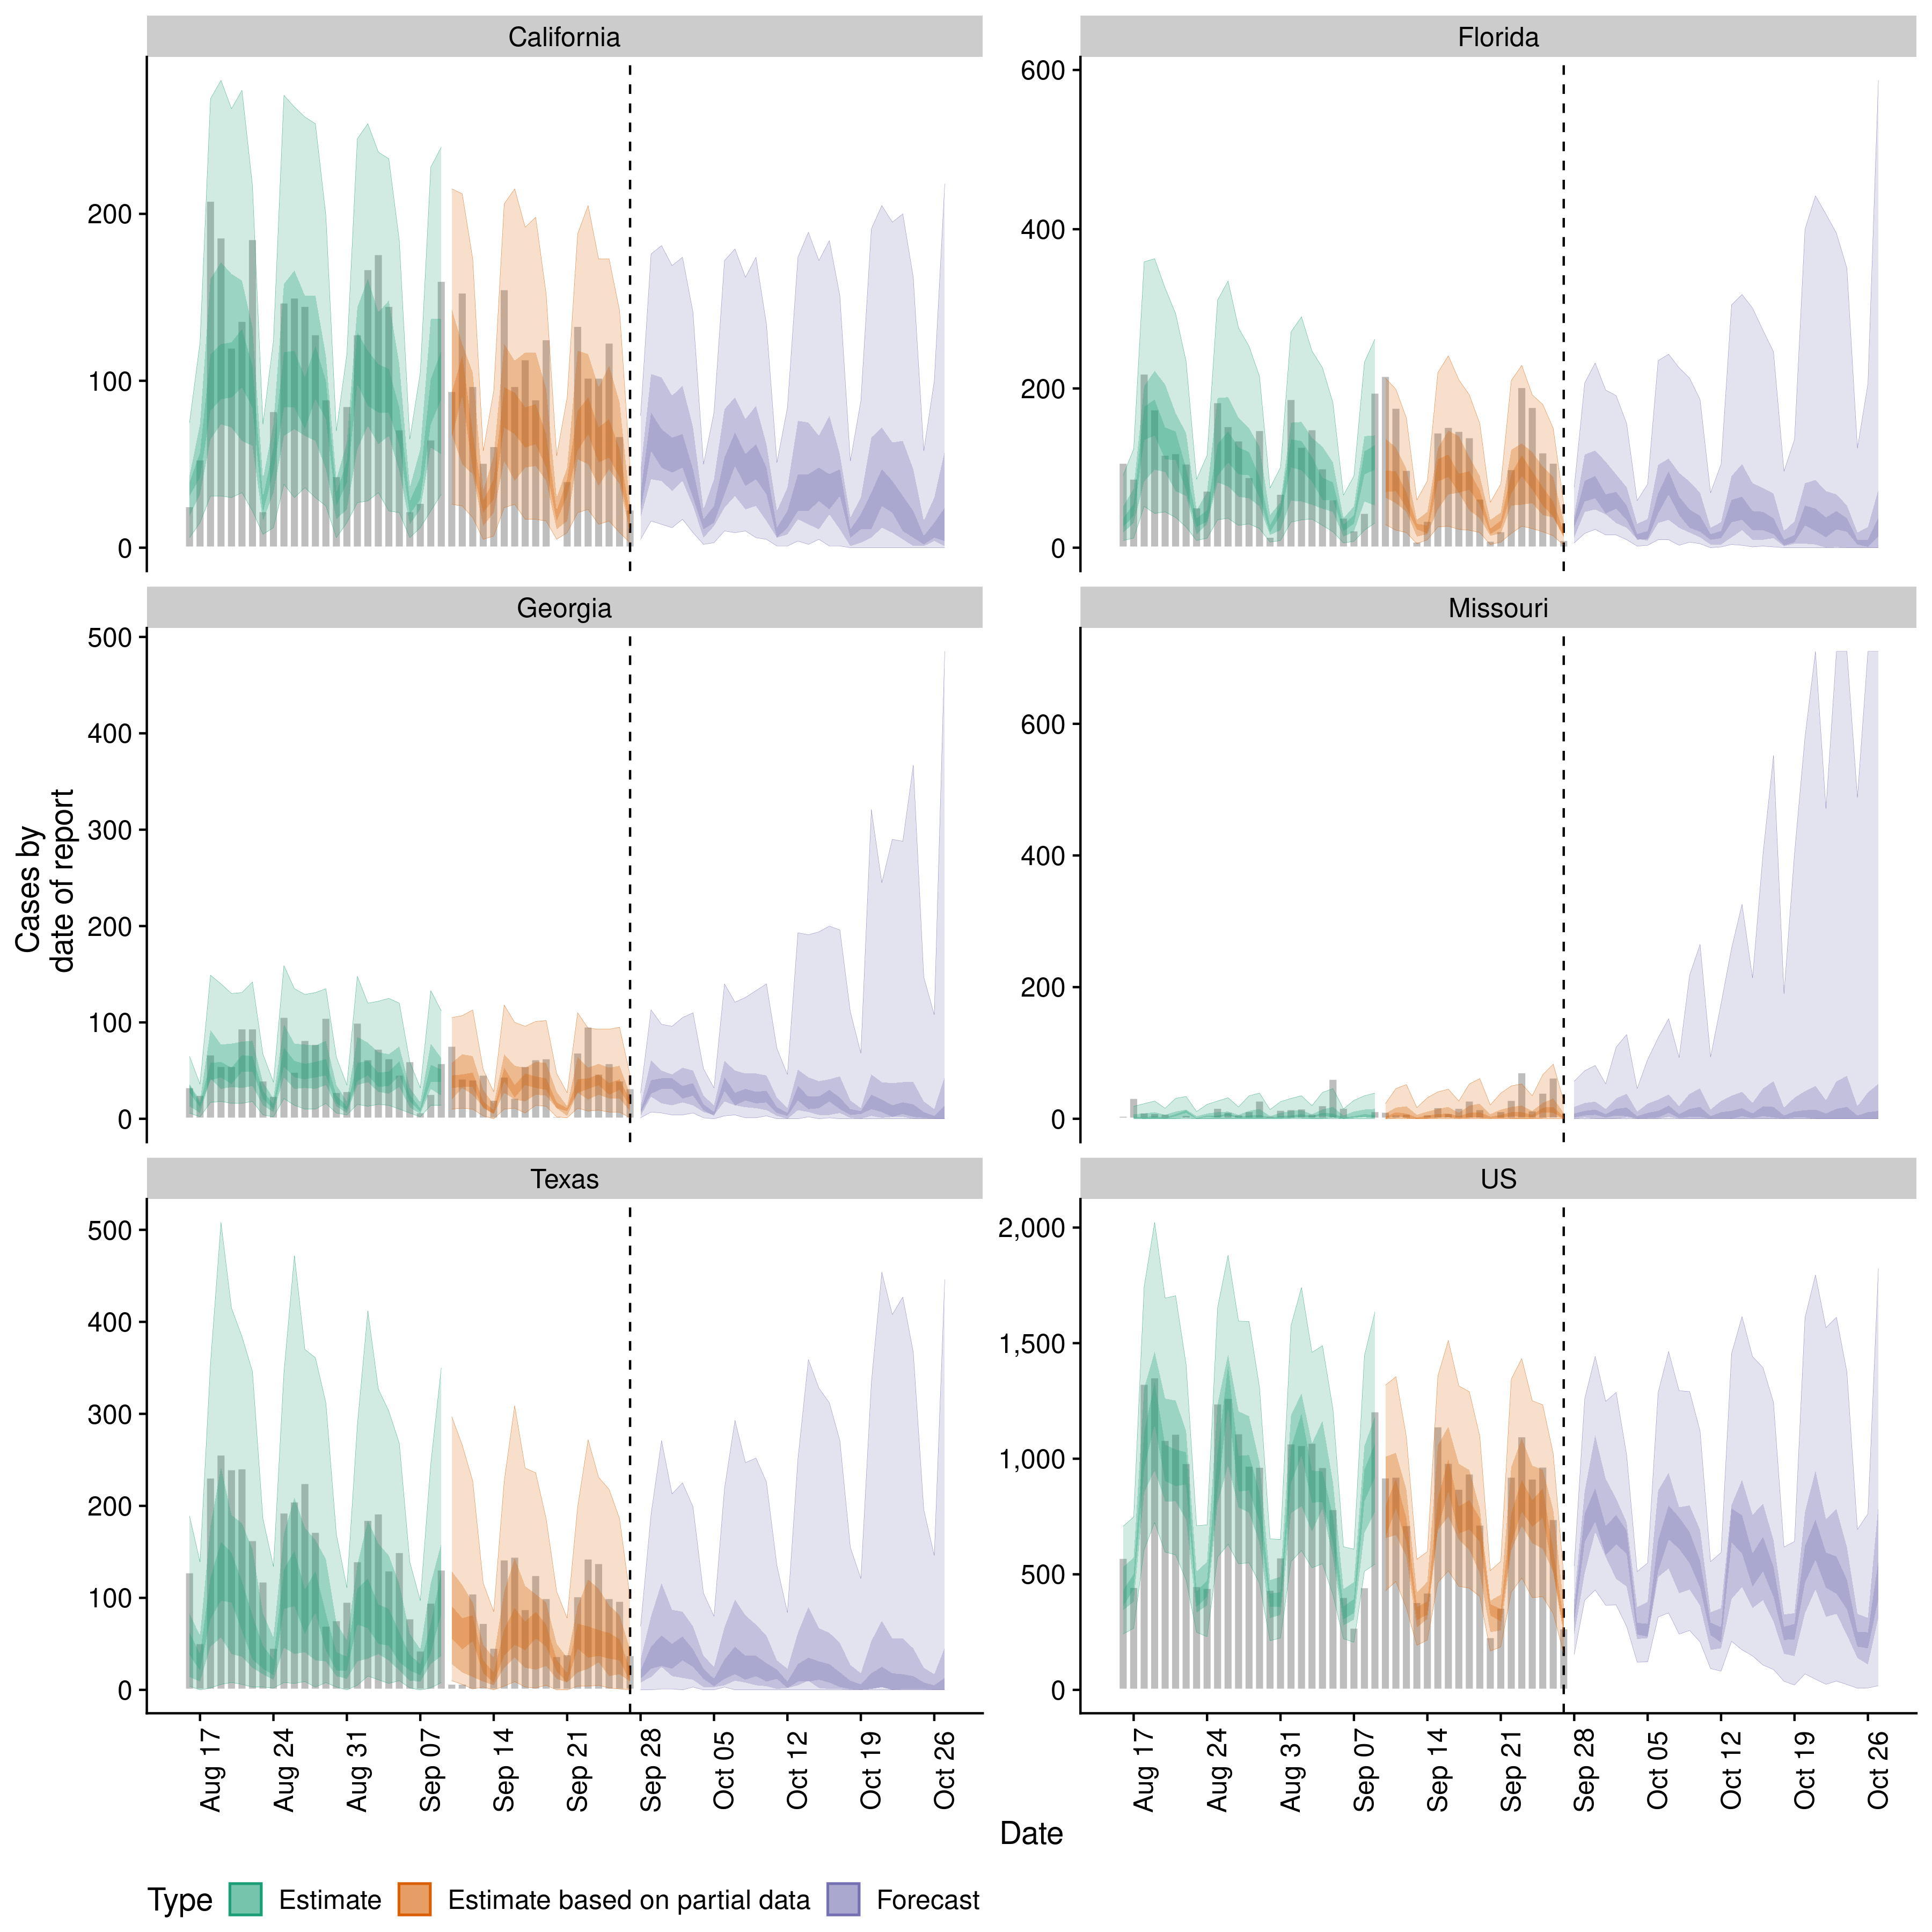 California
Florida
200
100
0
600
400
200
0
Georgia
Missouri
500
400
300
200
100
0
600
400
200
0
Texas
US
500
400
300
200
100
0
2,000
1,500
1,000
500
0
Cases by
date of report
Aug 17
Aug 24
Aug 31
Sep 07
Sep 14
Sep 21
Sep 28
Oct 05
Oct 12
Oct 19
Oct 26
Aug 17
Aug 24
Aug 31
Sep 07
Sep 14
Sep 21
Sep 28
Oct 05
Oct 12
Oct 19
Oct 26
Date
Type Estimate Estimate based on partial data Forecast